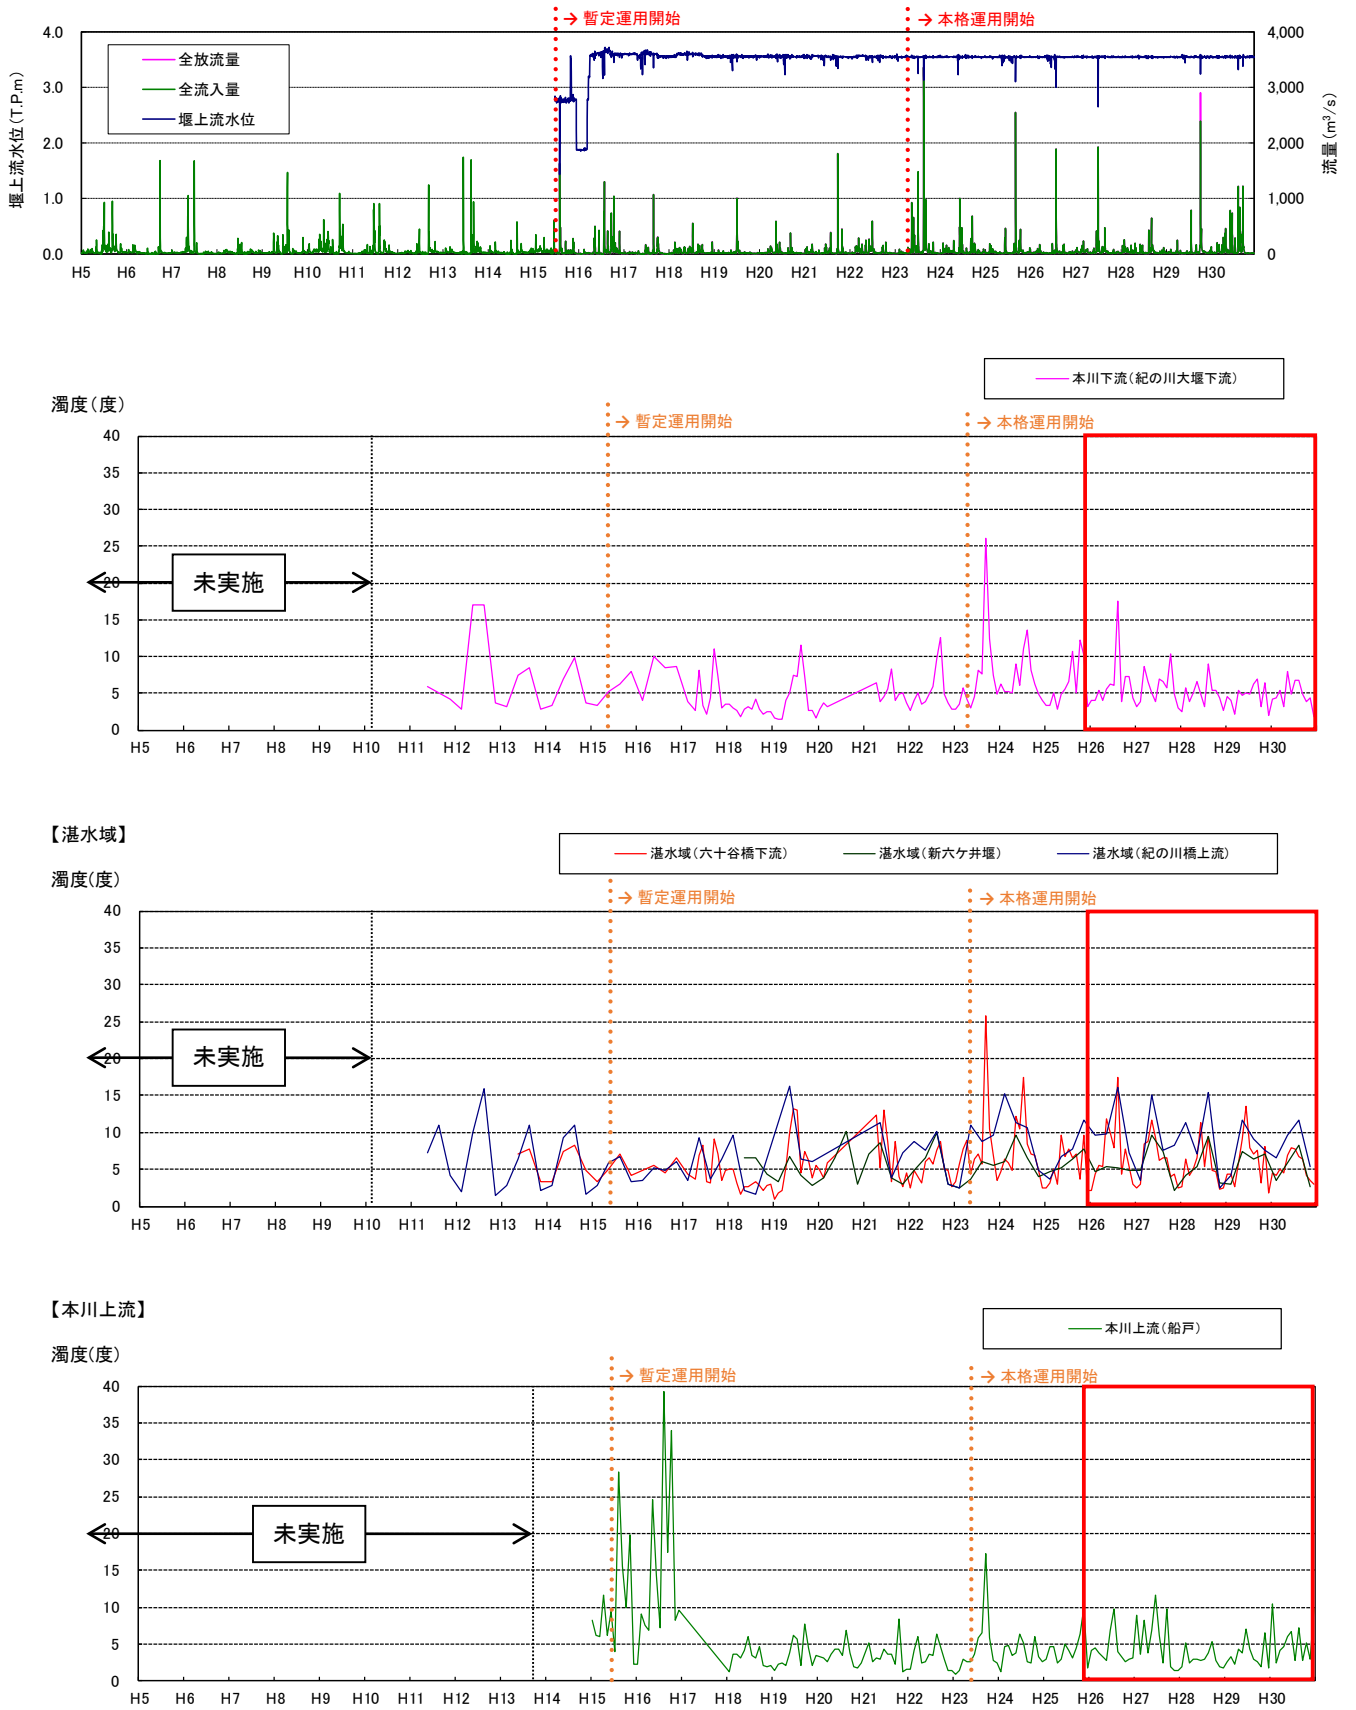 → 暫定運用開始
→ 本格運用開始
堰上流水位(T.P.m)
流量(m³/s)
4.0
3.0
2.0
1.0
0.0
4,000
3,000
2,000
1,000
0
全放流量
全流入量
堰上流水位
H5 H6 H7 H8 H9 H10 H11 H12 H13 H14 H15 H16 H17 H18 H19 H20 H21 H22 H23 H24 H25 H26 H27 H28 H29 H30
本川下流(紀の川大堰下流)
濁度(度)
→ 暫定運用開始
→ 本格運用開始
40
35
30
25
20
15
10
5
0
未実施
H5 H6 H7 H8 H9 H10 H11 H12 H13 H14 H15 H16 H17 H18 H19 H20 H21 H22 H23 H24 H25 H26 H27 H28 H29 H30
【湛水域】
湛水域(六十谷橋下流) 湛水域(新六ケ井堰) 湛水域(紀の川橋上流)
濁度(度)
→ 暫定運用開始
→ 本格運用開始
40
35
30
25
20
15
10
5
0
未実施
H5 H6 H7 H8 H9 H10 H11 H12 H13 H14 H15 H16 H17 H18 H19 H20 H21 H22 H23 H24 H25 H26 H27 H28 H29 H30
【本川上流】
本川上流(船戸)
濁度(度)
→ 暫定運用開始
→ 本格運用開始
40
35
30
25
20
15
10
5
0
未実施
H5 H6 H7 H8 H9 H10 H11 H12 H13 H14 H15 H16 H17 H18 H19 H20 H21 H22 H23 H24 H25 H26 H27 H28 H29 H30